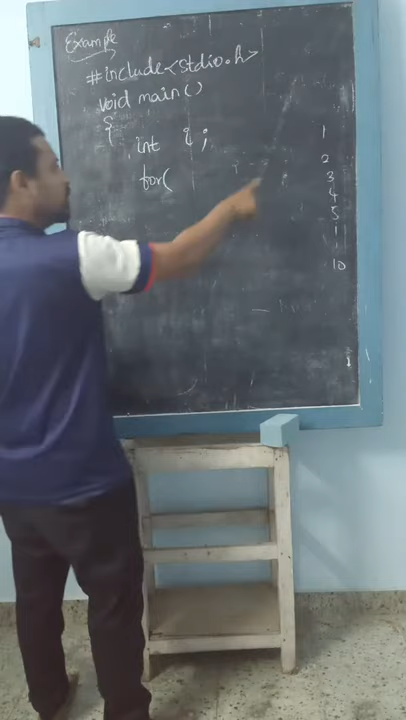 Example
#include<stdio.h>
void main()
{
int i;
for(
1
2
3
4
5
10